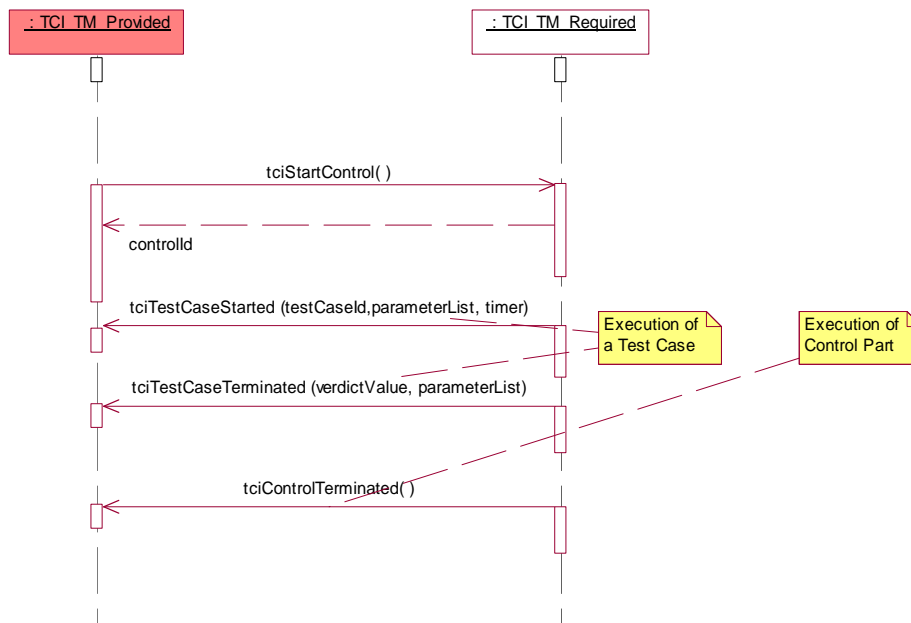 : TCI_TM_Provided
: TCI_TM_Required
tciStartControl( )
controlId
tciTestCaseStarted (testCaseId,parameterList, timer)
Execution of
a Test Case
Execution of
Control Part
tciTestCaseTerminated (verdictValue, parameterList)
tciControlTerminated( )